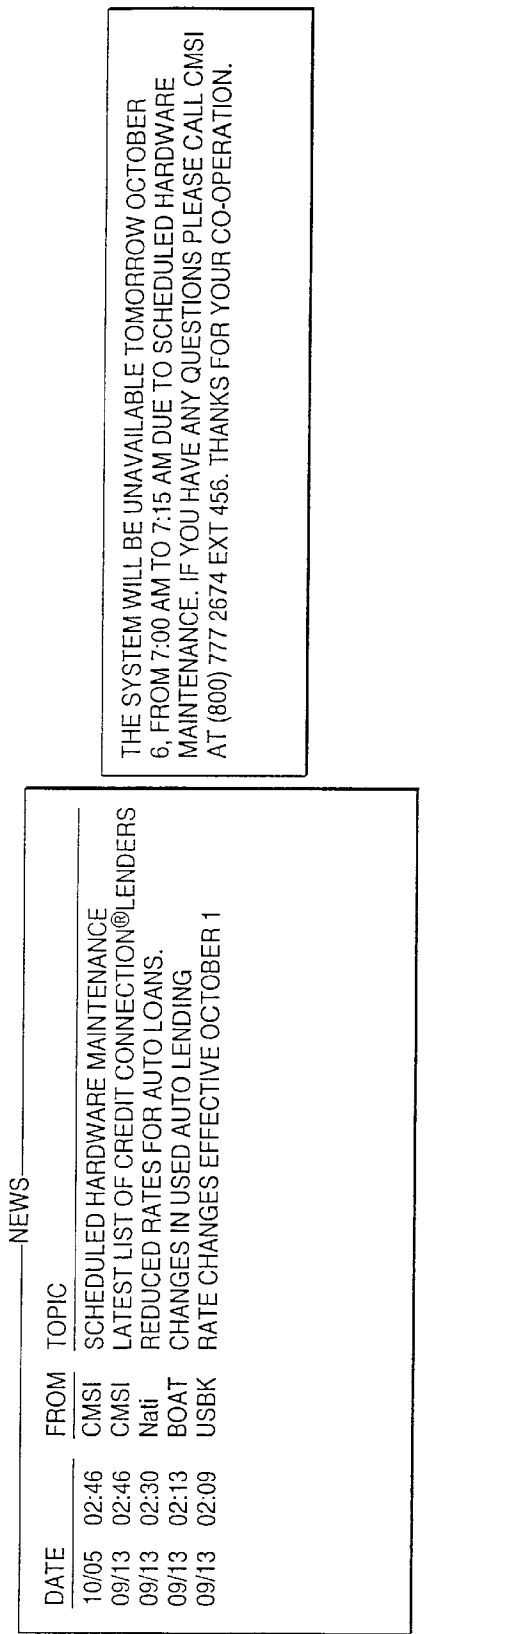 NEWS
DATE FROM TOPIC
10/05 02:46 CMSI SCHEDULED HARDWARE MAINTENANCE
09/13 02:46 CMSI LATEST LIST OF CREDIT CONNECTION®LENDERS
09/13 02:30 Nati REDUCED RATES FOR AUTO LOANS.
09/13 02:13 BOAT CHANGES IN USED AUTO LENDING
09/13 02:09 USBK RATE CHANGES EFFECTIVE OCTOBER 1
THE SYSTEM WILL BE UNAVAILABLE TOMORROW OCTOBER
6, FROM 7:00 AM TO 7:15 AM DUE TO SCHEDULED HARDWARE
MAINTENANCE. IF YOU HAVE ANY QUESTIONS PLEASE CALL CMSI
AT (800) 777 2674 EXT 456. THANKS FOR YOUR CO-OPERATION.